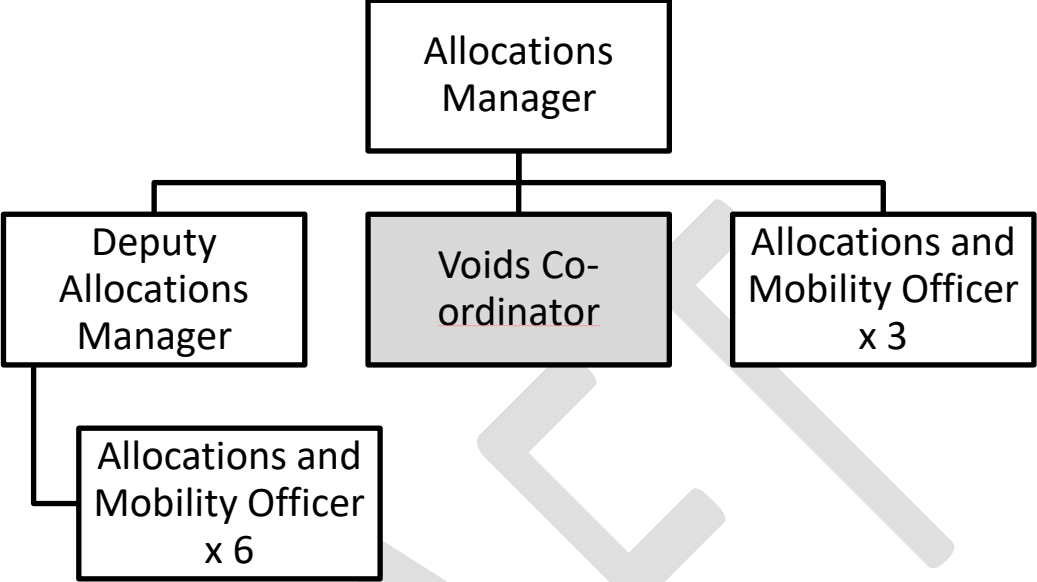 Allocations
Manager
Deputy
Allocations
Manager
Voids Co-
ordinator
Allocations and
Mobility Officer
x 3
Allocations and
Mobility Officer
x 6